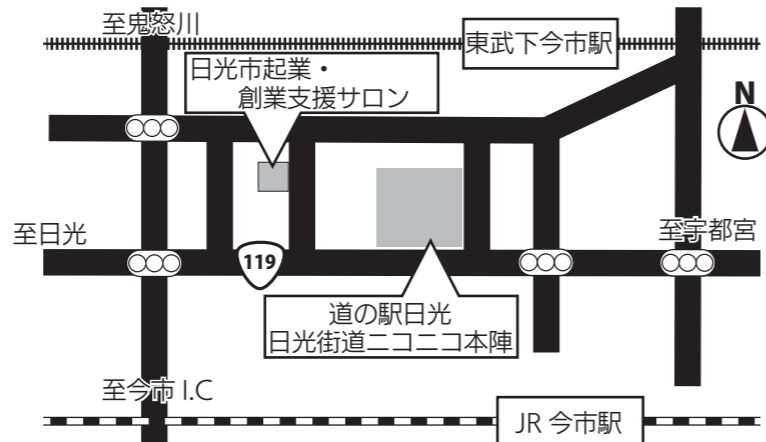 至鬼怒川
東武下今市駅
日光市起業・
創業支援サロン
N
至日光
119
至宇都宮
道の駅日光
日光街道ニコニコ本陣
至今市 I.C
JR 今市駅